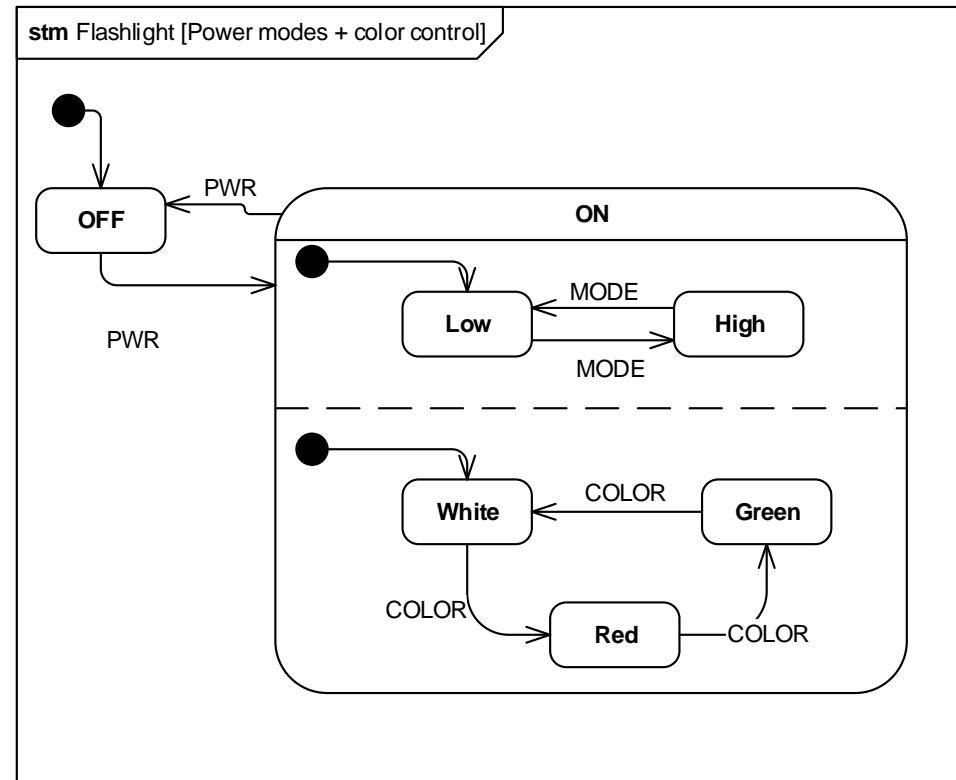 stm Flashlight [Power modes + color control]
PWR
OFF
ON
MODE
Low
High
PWR
MODE
COLOR
White
Green
COLOR
Red
COLOR